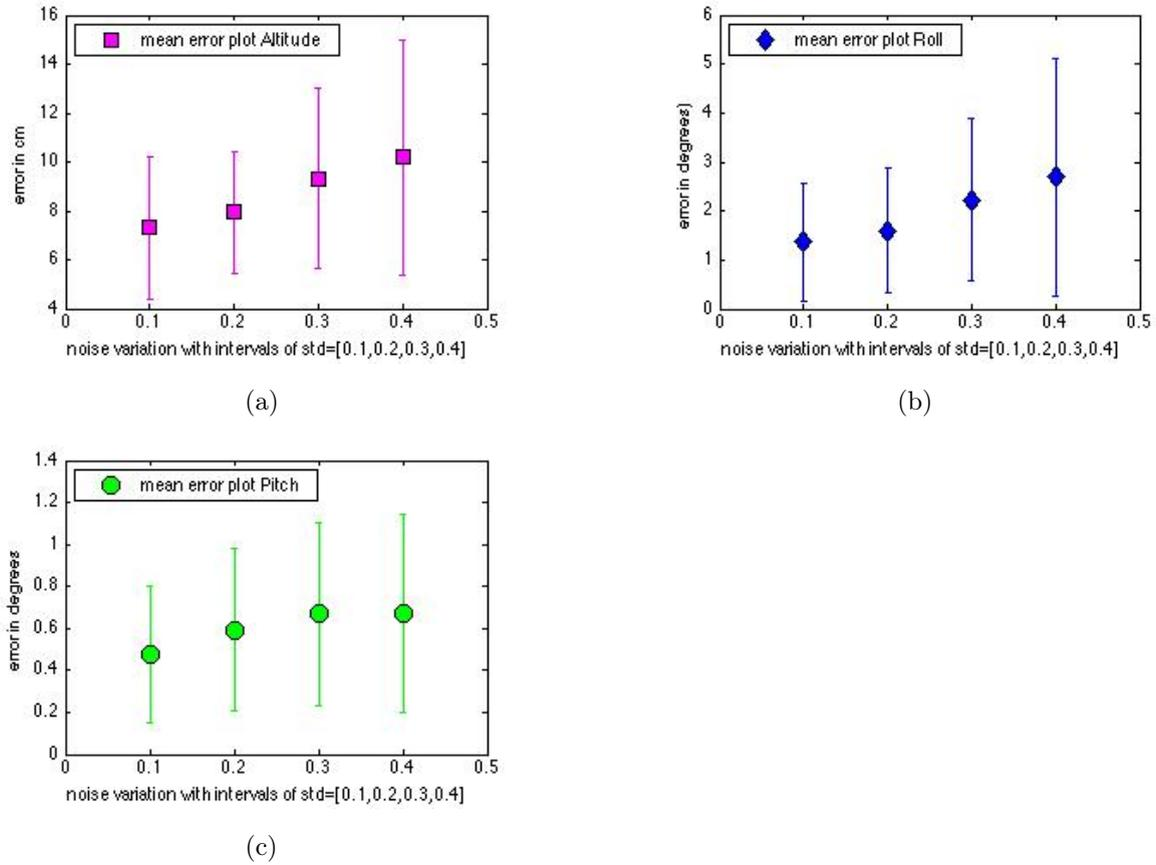 16
14
12
10
8
6
4
error in cm
mean error plot Altitude
0 0.1 0.2 0.3 0.4 0.5
noise variation with intervals of std=[0.1,0.2,0.3,0.4]
(a)
6
5
4
3
2
1
0
error in degrees)
mean error plot Roll
0 0.1 0.2 0.3 0.4 0.5
noise variation with intervals of std=[0.1,0.2,0.3,0.4]
(b)
1.4
1.2
1
0.8
0.6
0.4
0.2
0
error in degrees
mean error plot Pitch
0 0.1 0.2 0.3 0.4 0.5
noise variation with intervals of std=[0.1,0.2,0.3,0.4]
(c)